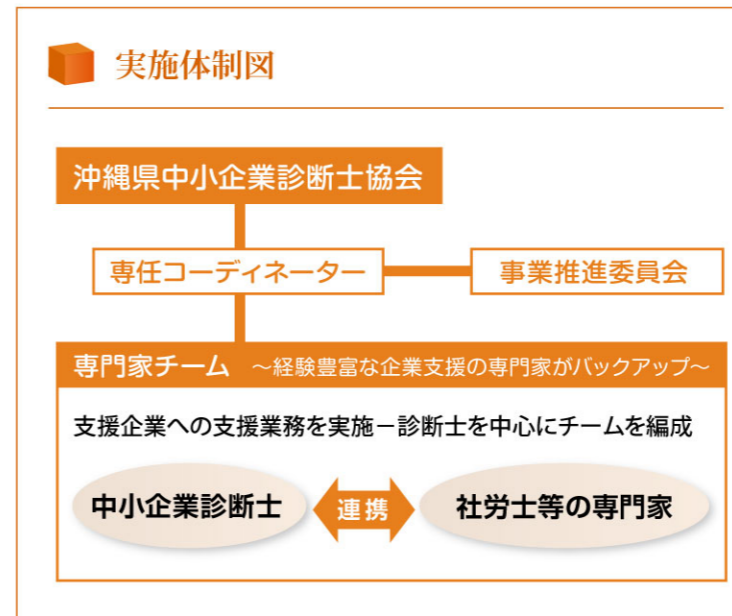 実施体制図
沖縄県中小企業診断士協会
専任コーディネーター
事業推進委員会
専門家チーム ～経験豊富な企業支援の専門家がバックアップ～
支援企業への支援業務を実施－診断士を中心にチームを編成
中小企業診断士
連携
社労士等の専門家